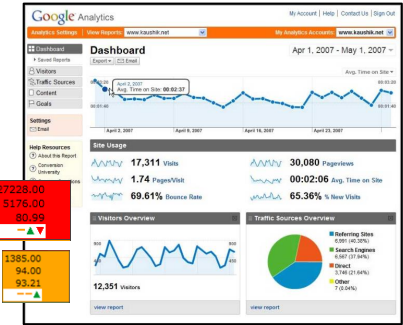 Google Analytics
My Account | Help | Contact Us | Sign Out
Analytics Settings | View Reports: www.kaushik.net
My Analytics Accounts: www.kaushik.net
Dashboard
Saved Reports
Visitors
Traffic Sources
Content
Goals
Settings
Email
Help Resources
About this Report
Conversion
University
Dashboard
Apr 1, 2007 - May 1, 2007
Export
Email
Avg. Time on Site
00:03:20
April 2, 2007
Avg. Time on Site: 00:02:37
00:03:20
00:01:40
00:01:40
April 2, 2007
April 9, 2007
April 16, 2007
April 23, 2007
Site Usage
17,311 Visits
30,080 Pageviews
1.74 Pages/Visit
00:02:06 Avg. Time on Site
69.61% Bounce Rate
65.36% % New Visits
27228.00
5176.00
80.99
1385.00
94.00
93.21
Visitors Overview
12,351 Visitors
view report
Traffic Sources Overview
Referring Sites
6,991 (40.38%)
Search Engines
6,567 (37.94%)
Direct
3,746 (21.64%)
Other
7 (0.04%)
view report